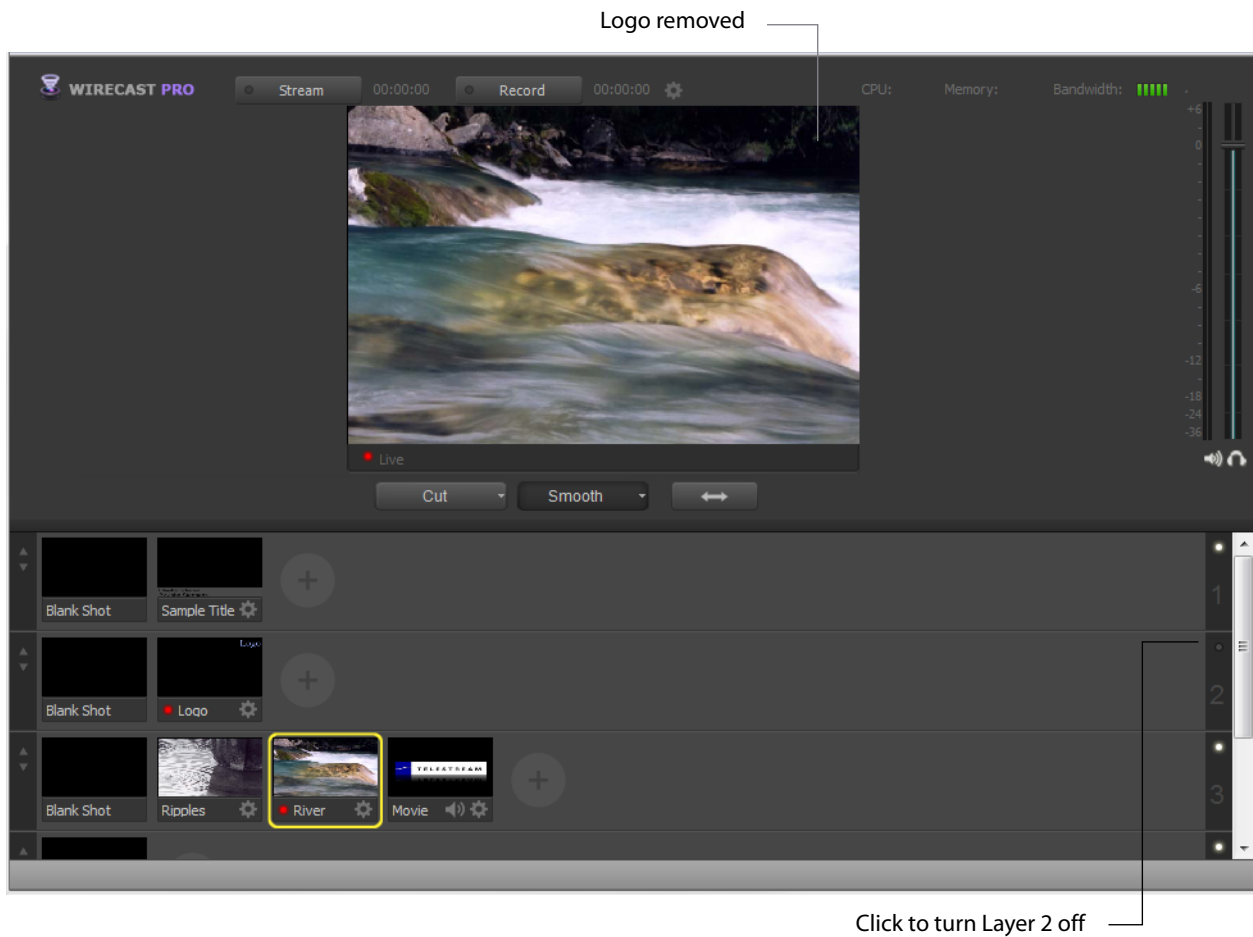 Logo removed
WIRECAST PRO
Stream
00:00:00
Record
00:00:00
CPU:
Memory:
Bandwidth:
+6
0
-6
-12
-18
-24
-36
Live
Cut
Smooth
Blank Shot
Sample Title
1
Logo
Blank Shot
Logo
2
TELESTREAM
Blank Shot
Ripples
River
Movie
3
Click to turn Layer 2 off